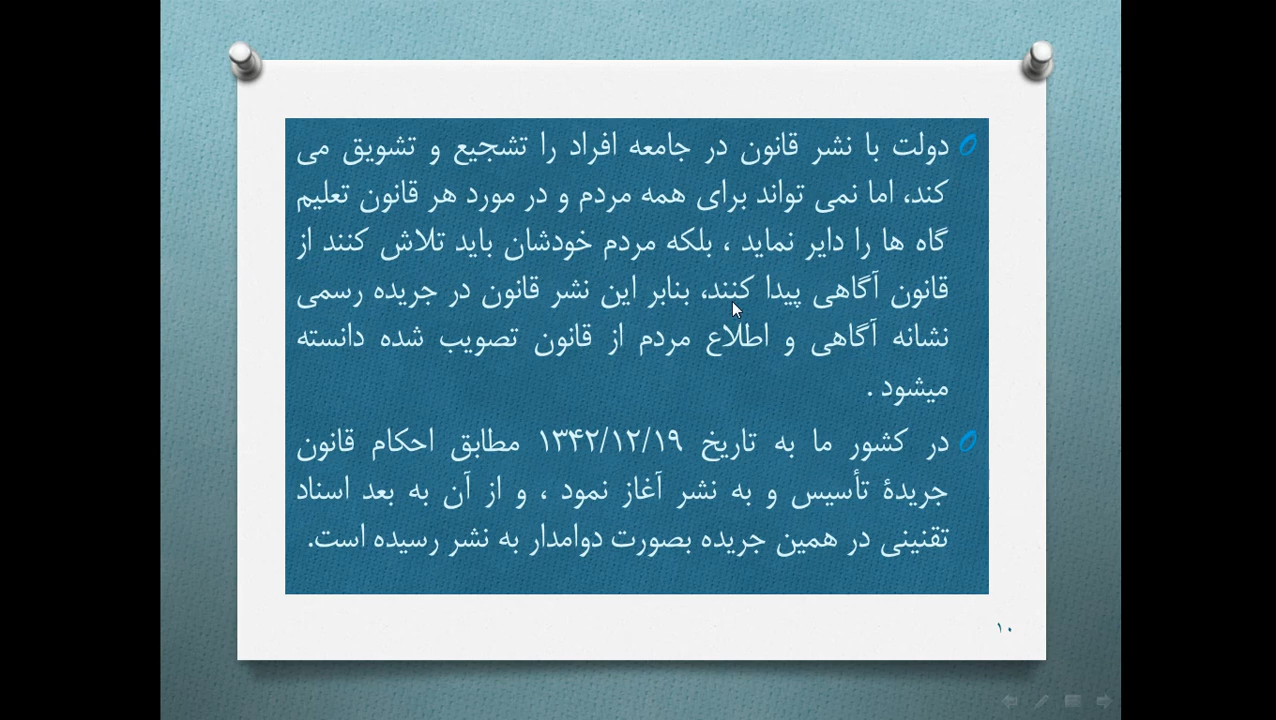 دولت با نشر قانون در جامعه افراد را تشجیع و تشویق می
کند، اما نمی تواند برای همه مردم و در مورد هر قانون تعلیم
گاه ها را دایر نماید ، بلکه مردم خودشان باید تلاش کنند از
قانون آگاهی پیدا کنند، بنابر این نشر قانون در جریده رسمی
نشانه آگاهی و اطلاع مردم از قانون تصویب شده دانسته
میشود .
در کشور ما به تاریخ ۱۳۴۲/۱۲/۱۹ مطابق احکام قانون
جریدۀ تأسیس و به نشر آغاز نمود ، و از آن به بعد اسناد
تقنینی در همین جریده بصورت دوامدار به نشر رسیده است.
۱۰